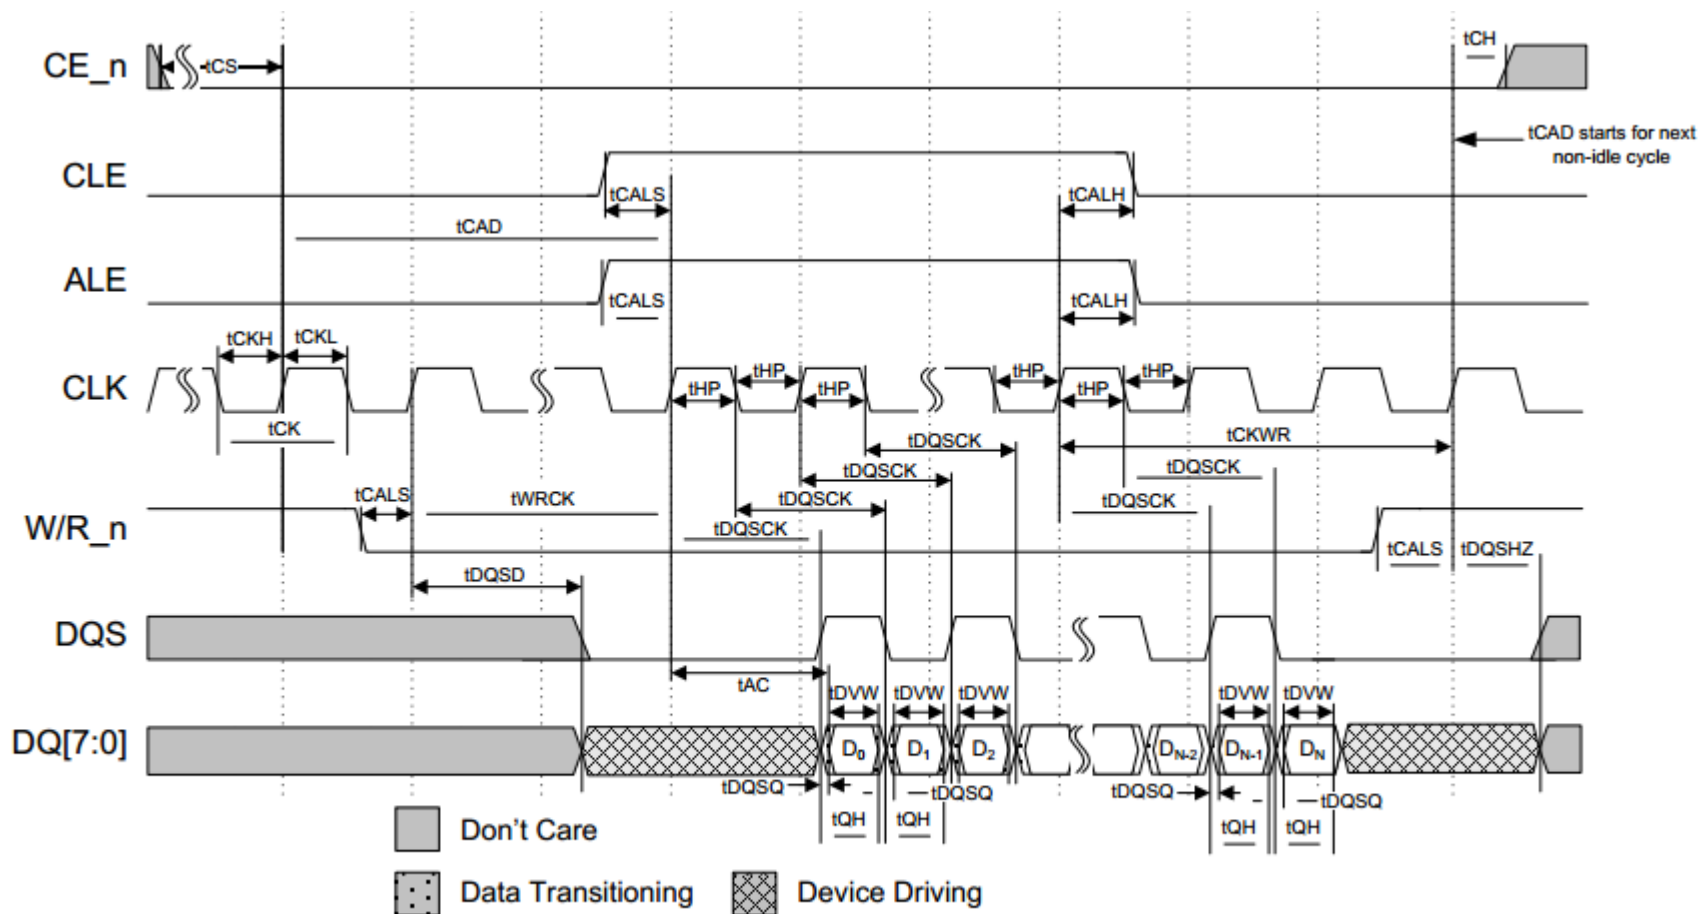 CE_n
tCS
tCH
tCAD starts for next
non-idle cycle
CLE
tCALS
tCALH
tCAD
ALE
tCALS
tCALH
tCKH
tCKL
CLK
tHP
tHP
tHP
tHP
tHP
tHP
tCK
tDQSCK
tCKWR
tDQSCK
tDQSCK
tCALS
tWRCK
tDQSCK
tDQSCK
W/R_n
tDQSCK
tCALS
tDQSHZ
tDQSD
DQS
tAC
tDVW
tDVW
tDVW
tDVW
tDVW
DQ[7:0]
D0
D1
D2
DN-2
DN-1
DN
tDQSQ
tDQSQ
tDQSQ
tDQSQ
tQH
tQH
tQH
tQH
Don't Care
Data Transitioning
Device Driving